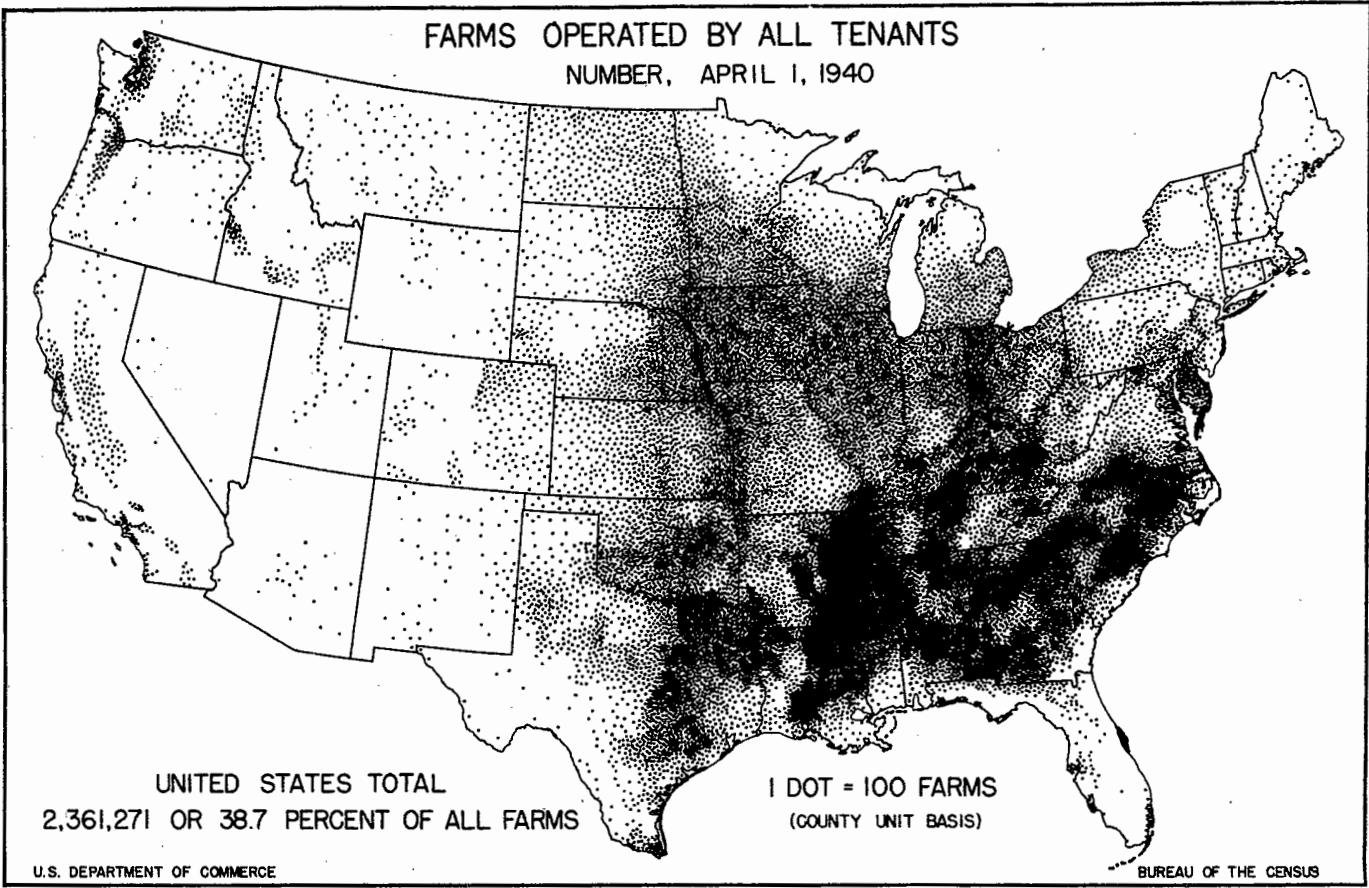 FARMS OPERATED BY ALL TENANTS
NUMBER, APRIL 1, 1940
UNITED STATES TOTAL
2,361,271 OR 38.7 PERCENT OF ALL FARMS
1 DOT = 100 FARMS
(COUNTY UNIT BASIS)
U.S. DEPARTMENT OF COMMERCE
BUREAU OF THE CENSUS